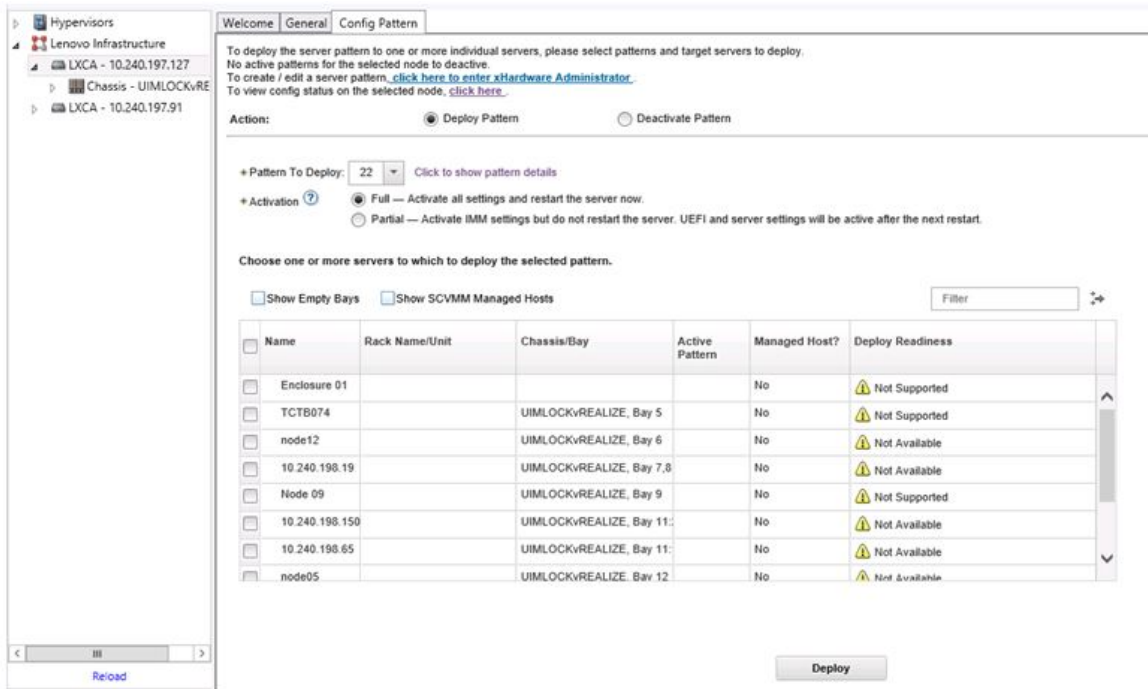 Hypervisors
Lenovo Infrastructure
LXCA - 10.240.197.127
Chassis - UIMLOCKvRE
LXCA - 10.240.197.91
Reload
Welcome General Config Pattern
To deploy the server pattern to one or more individual servers, please select patterns and target servers to deploy.
No active patterns for the selected node to deactive.
To create / edit a server pattern, click here to enter xHardware Administrator .
To view config status on the selected node, click here .
Action: Deploy Pattern Deactivate Pattern
+Pattern To Deploy: 22 Click to show pattern details
+Activation ? Full — Activate all settings and restart the server now.
Partial — Activate IMM settings but do not restart the server. UEFI and server settings will be active after the next restart.
Choose one or more servers to which to deploy the selected pattern.
Show Empty Bays Show SCVMM Managed Hosts Filter
Name Rack Name/Unit Chassis/Bay Active Pattern Managed Host? Deploy Readiness
Enclosure 01 No Not Supported
TCTB074 UIMLOCKvREALIZE, Bay 5 No Not Supported
node12 UIMLOCKvREALIZE, Bay 6 No Not Available
10.240.198.19 UIMLOCKvREALIZE, Bay 7,8 No Not Available
Node 09 UIMLOCKvREALIZE, Bay 9 No Not Supported
10.240.198.150 UIMLOCKvREALIZE, Bay 11: No Not Available
10.240.198.65 UIMLOCKvREALIZE, Bay 11: No Not Available
node05 UIMLOCKvREALIZE, Bay 12 No Not Available
Deploy